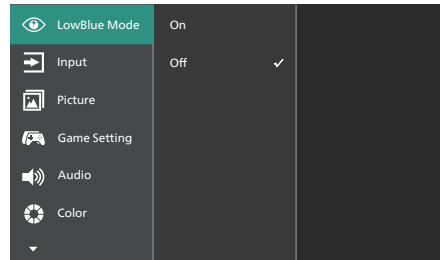 LowBlue Mode
On
Input
Off
Picture
Game Setting
Audio
Color